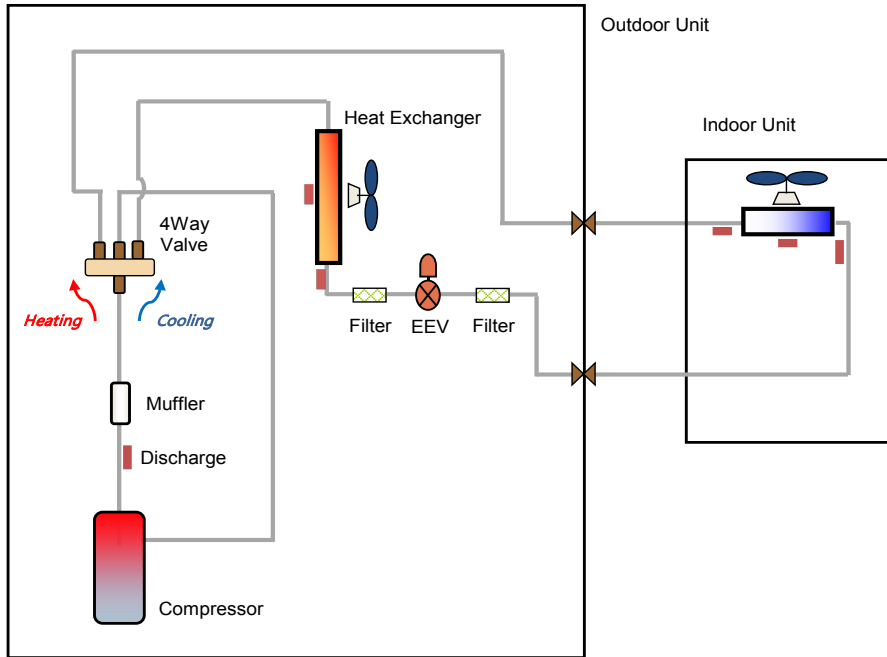 Outdoor Unit
Heat Exchanger
Indoor Unit
4Way
Valve
Heating
Cooling
Filter
EEV
Filter
Muffler
Discharge
Compressor